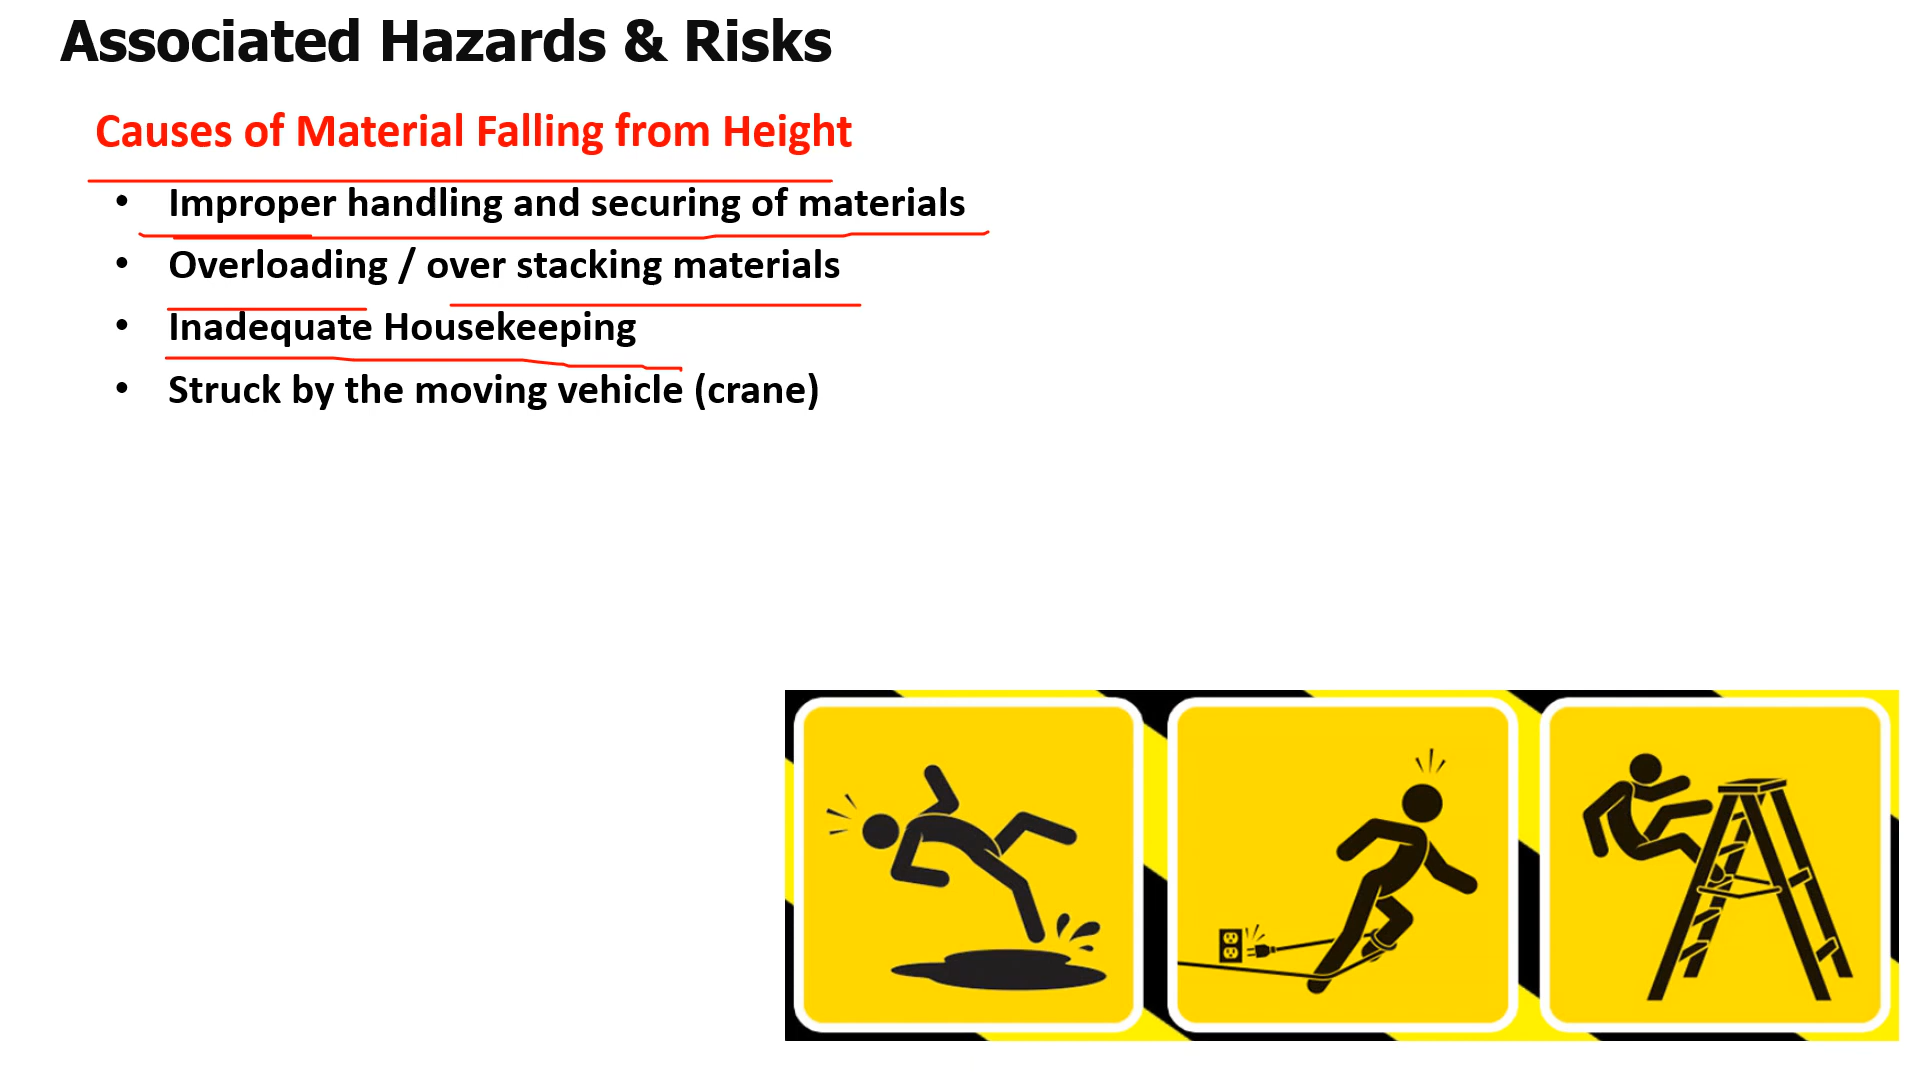 Associated Hazards & Risks
Causes of Material Falling from Height
• Improper handling and securing of materials
• Overloading / over stacking materials
• Inadequate Housekeeping
• Struck by the moving vehicle (crane)